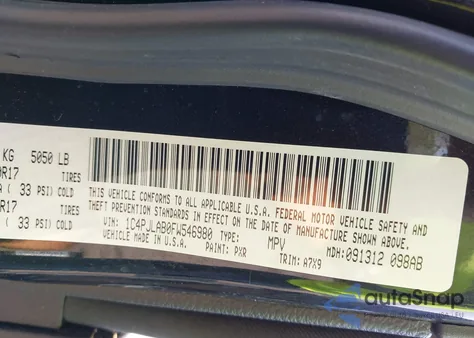 KG 5050 LB
R17 TIRES
( 33 PSI) COLD
R17 TIRES
( 33 PSI) COLD
THIS VEHICLE CONFORMS TO ALL APPLICABLE U.S.A. FEDERAL MOTOR VEHICLE SAFETY AND
THEFT PREVENTION STANDARDS IN EFFECT ON THE DATE OF MANUFACTURE SHOWN ABOVE.
VIN: 1C4PJLAB0FW546980 TYPE: MPV MDH:091312 098AB
VEHICLE MADE IN U.S.A. PAINT: PXR TRIM: A7X9
autoSnap